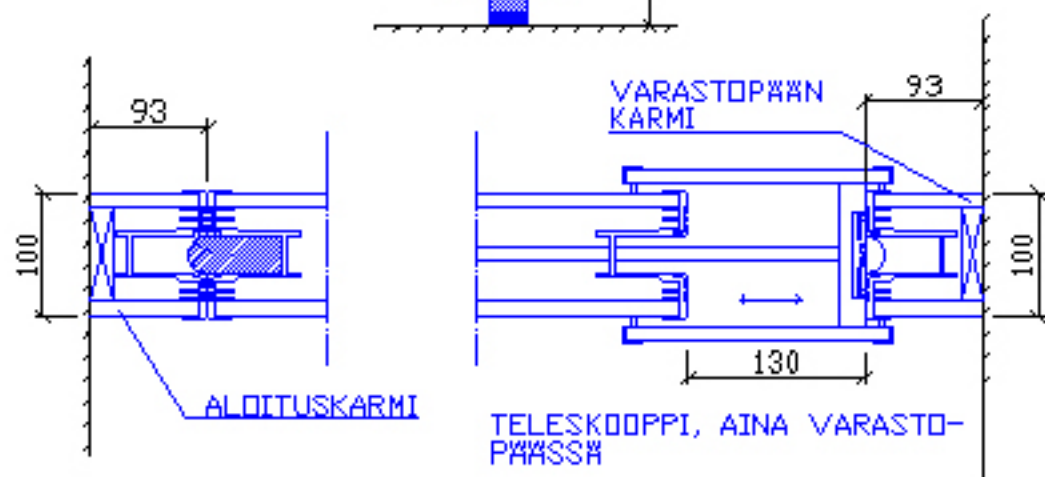 93
VARASTOPÄÄN
KARMI
93
100
100
130
ALOITUSKARMI
TELESKOOPPI, AINA VARASTO-
PÄÄSSÄ